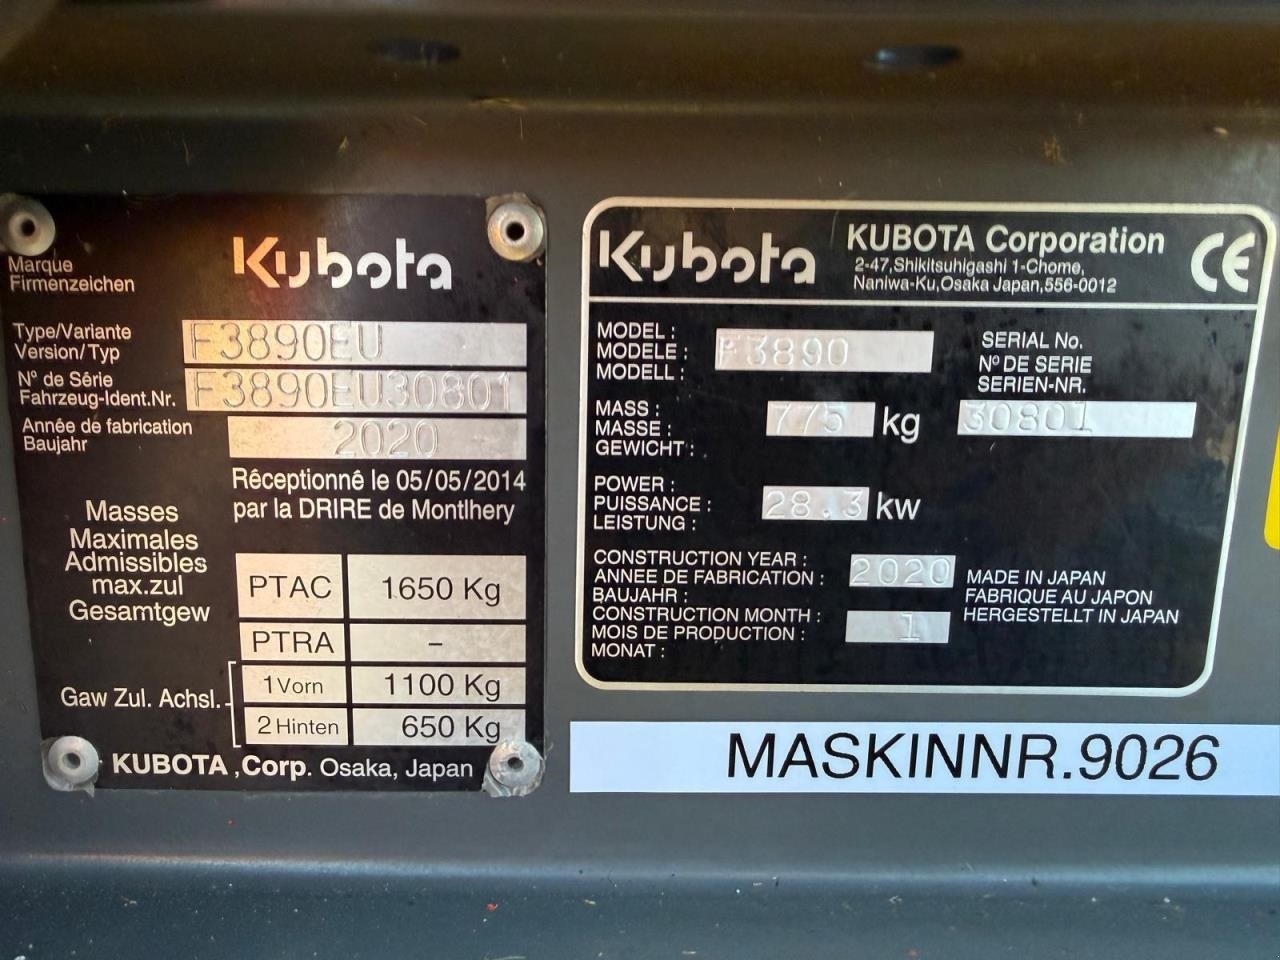 Kubota
Marque
Firmenzeichen
Type/Variante
Version/Typ
F3890EU
N° de Série
Fahrzeug-Ident.Nr.
F3890EU30801
Année de fabrication
Baujahr
2020
Réceptionné le 05/05/2014
par la DRIRE de Montlhery
Masses
Maximales
Admissibles
max.zul
Gesamtgew
PTAC 1650 Kg
PTRA -
Gaw Zul. Achsl.
1 Vorn 1100 Kg
2 Hinten 650 Kg
KUBOTA ,Corp. Osaka, Japan
Kubota
KUBOTA Corporation
2-47,Shikitsuhigashi 1-Chome,
Naniwa-Ku,Osaka Japan,556-0012
CE
MODEL :
MODELE :
MODELL :
F3890
SERIAL No.
N° DE SERIE
SERIEN-NR.
30801
MASS :
MASSE :
GEWICHT :
775 kg
POWER :
PUISSANCE :
LEISTUNG :
28.3 kw
CONSTRUCTION YEAR :
ANNEE DE FABRICATION :
BAUJAHR :
2020
CONSTRUCTION MONTH :
MOIS DE PRODUCTION :
MONAT :
1
MADE IN JAPAN
FABRIQUE AU JAPON
HERGESTELLT IN JAPAN
MASKINNR.9026